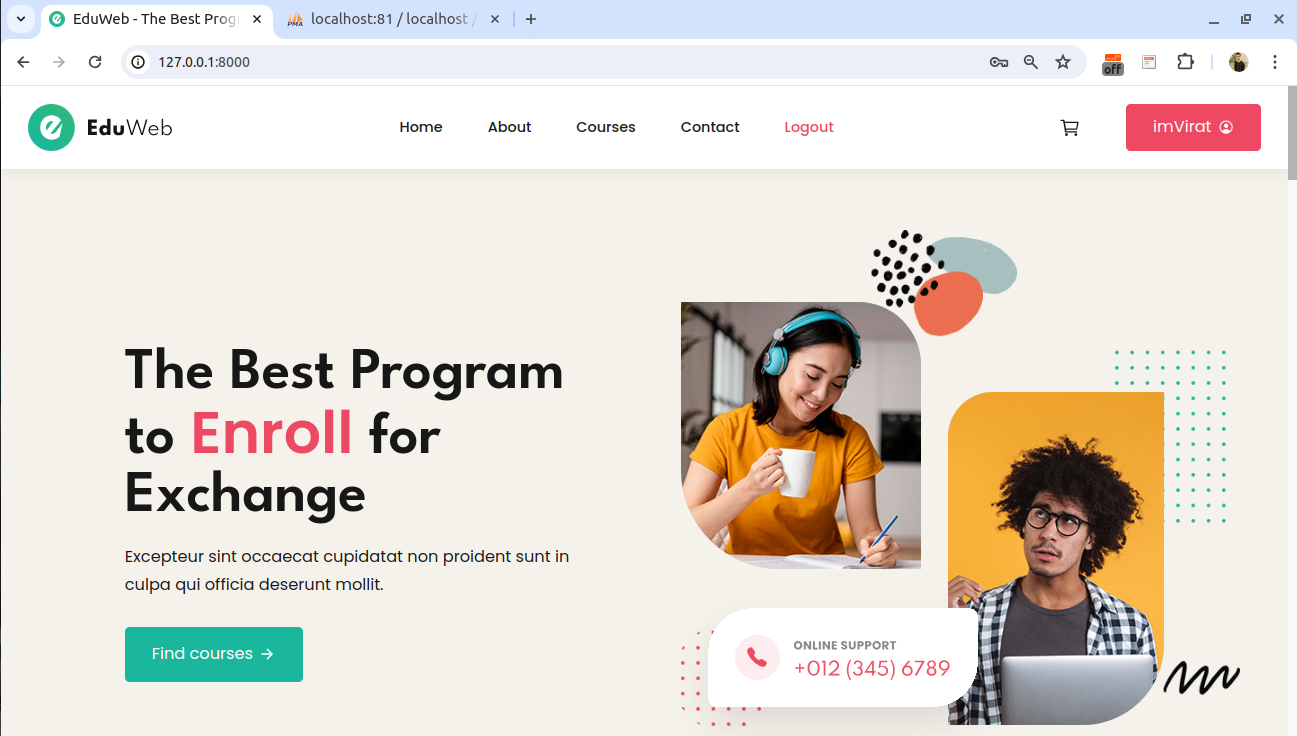 EduWeb - The Best Prog
localhost:81 / localhost /
127.0.0.1:8000
off
EduWeb
Home
About
Courses
Contact
Logout
imVirat
The Best Program
to Enroll for
Exchange
Excepteur sint occaecat cupidatat non proident sunt in
culpa qui officia deserunt mollit.
Find courses →
ONLINE SUPPORT
+012 (345) 6789